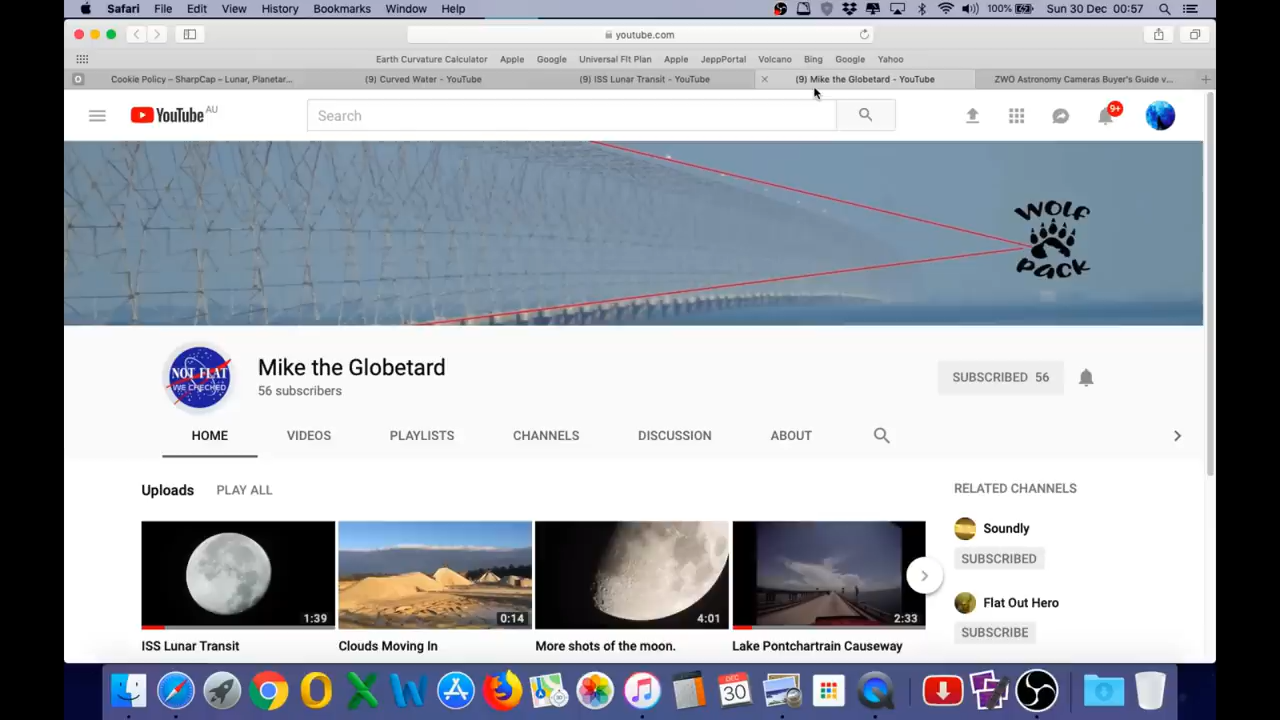 Safari File Edit View History Bookmarks Window Help 100% Sun 30 Dec 00:57
youtube.com
Earth Curvature Calculator Apple Google Universal Flt Plan Apple JeppPortal Volcano Bing Google Yahoo
Cookie Policy – SharpCap – Lunar, Planetar... (9) Curved Water - YouTube (9) ISS Lunar Transit - YouTube (9) Mike the Globetard - YouTube ZWO Astronomy Cameras Buyer's Guide v...
YouTube AU Search 9+
WOLF
PACK
NOT FLAT
WE CHECKED
Mike the Globetard
56 subscribers
SUBSCRIBED 56
HOME VIDEOS PLAYLISTS CHANNELS DISCUSSION ABOUT
Uploads PLAY ALL
1:39 0:14 4:01 2:33
ISS Lunar Transit Clouds Moving In More shots of the moon. Lake Pontchartrain Causeway
RELATED CHANNELS
Soundly
SUBSCRIBED
Flat Out Hero
SUBSCRIBE
DEC
30